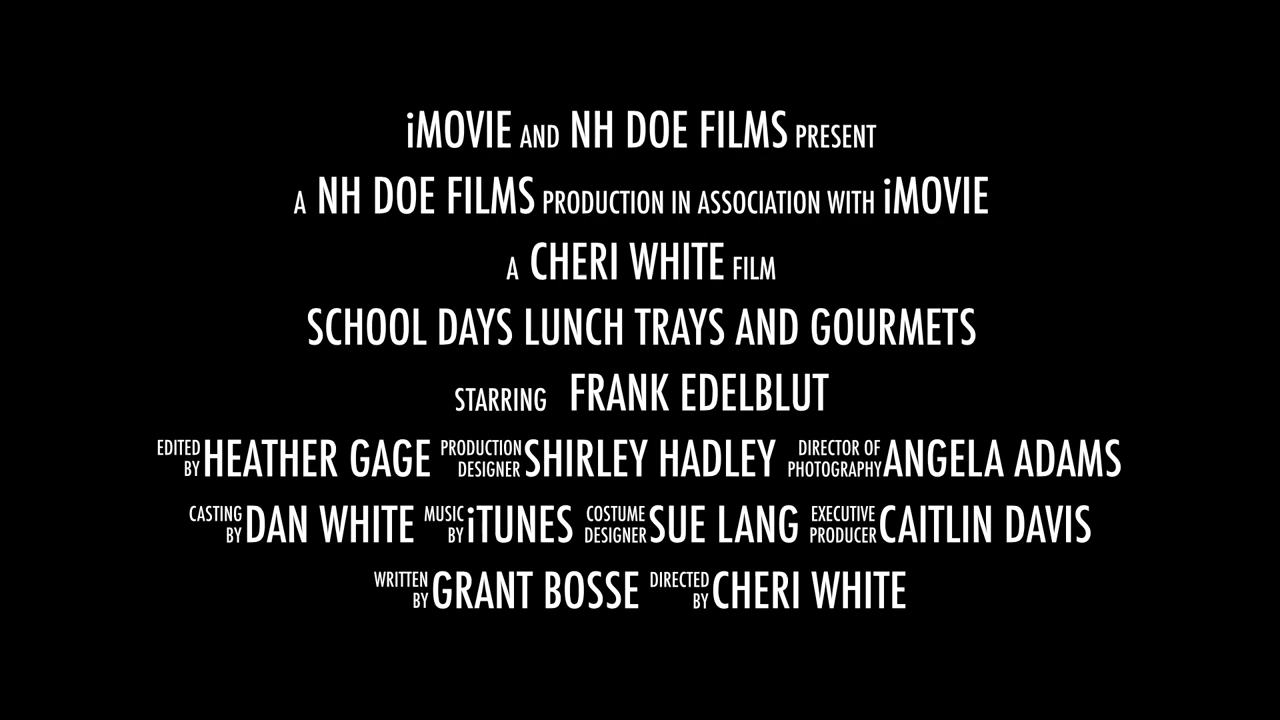 iMOVIE AND NH DOE FILMS PRESENT
A NH DOE FILMS PRODUCTION IN ASSOCIATION WITH iMOVIE
A CHERI WHITE FILM
SCHOOL DAYS LUNCH TRAYS AND GOURMETS
STARRING FRANK EDELBLUT
EDITED BY HEATHER GAGE PRODUCTION DESIGNER SHIRLEY HADLEY DIRECTOR OF PHOTOGRAPHY ANGELA ADAMS
CASTING BY DAN WHITE MUSIC BY iTUNES COSTUME DESIGNER SUE LANG EXECUTIVE PRODUCER CAITLIN DAVIS
WRITTEN BY GRANT BOSSE DIRECTED BY CHERI WHITE